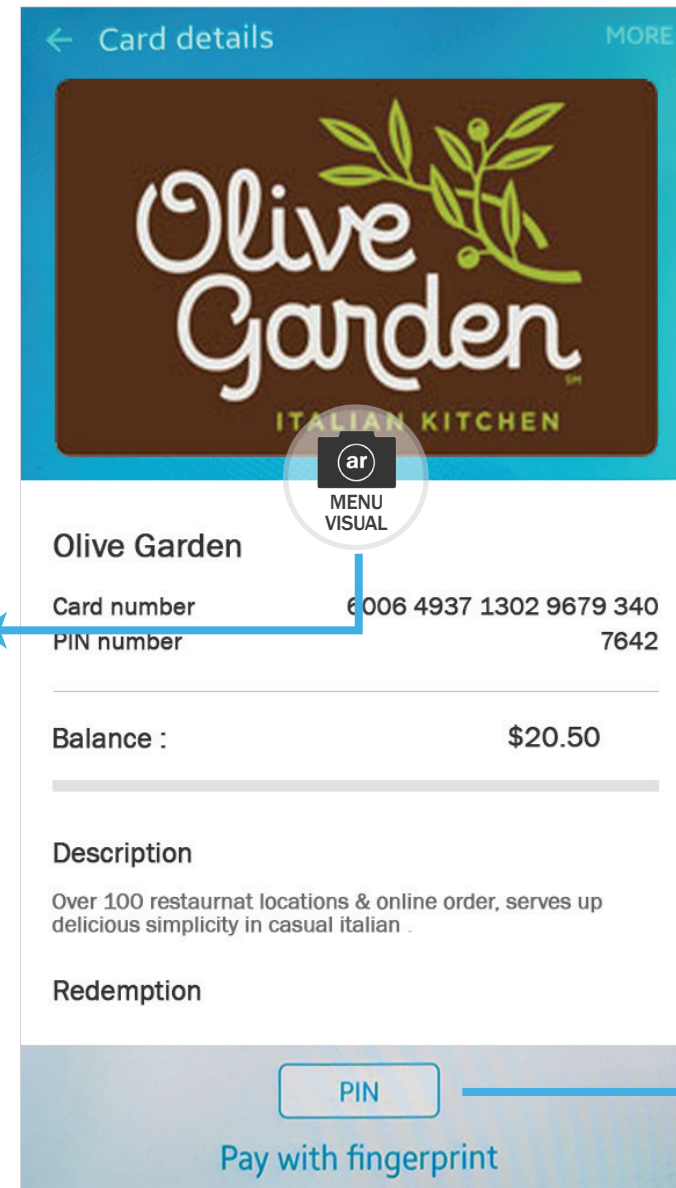 ← Card details MORE
Olive
Garden
SM
ITALIAN KITCHEN
ar
MENU
VISUAL
Olive Garden
Card number 6006 4937 1302 9679 340
PIN number 7642
Balance : $20.50
Description
Over 100 restaurnat locations & online order, serves up
delicious simplicity in casual italian .
Redemption
PIN
Pay with fingerprint